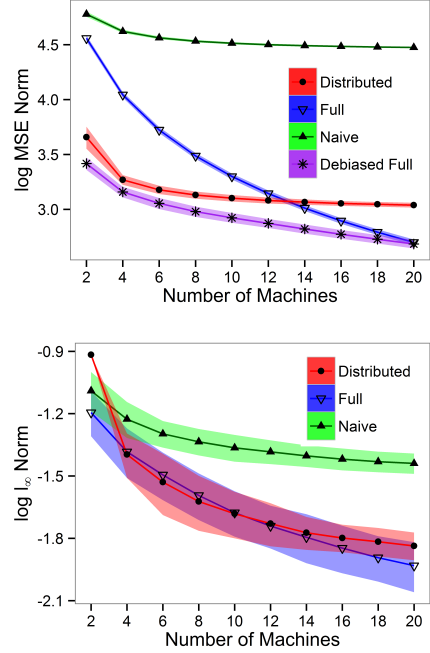 log MSE Norm
4.5
4.0
3.5
3.0
Distributed
Full
Naive
Debiased Full
2 4 6 8 10 12 14 16 18 20
Number of Machines
log l∞ Norm
-0.9
-1.2
-1.5
-1.8
-2.1
Distributed
Full
Naive
2 4 6 8 10 12 14 16 18 20
Number of Machines